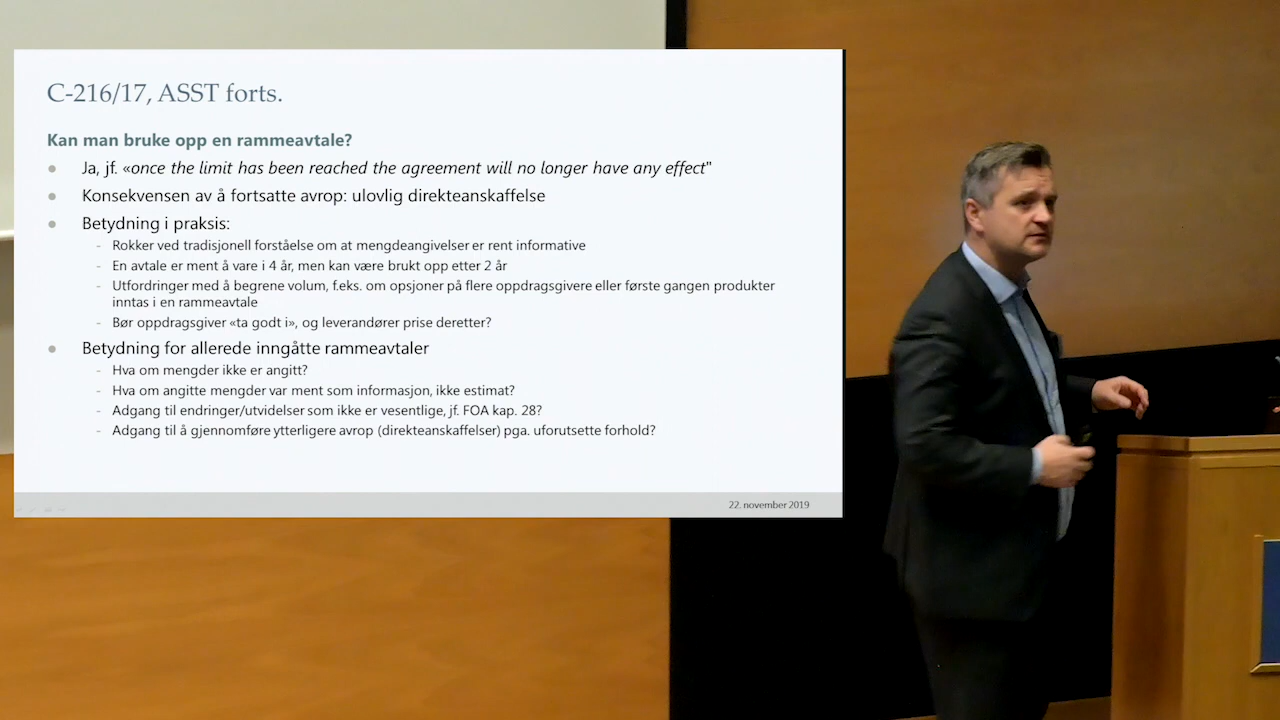 C-216/17, ASST forts.
Kan man bruke opp en rammeavtale?
● Ja, jf. «once the limit has been reached the agreement will no longer have any effect"
● Konsekvensen av å fortsatte avrop: ulovlig direkteanskaffelse
● Betydning i praksis:
- Rokker ved tradisjonell forståelse om at mengdeangivelser er rent informative
- En avtale er ment å vare i 4 år, men kan være brukt opp etter 2 år
- Utfordringer med å begrene volum, f.eks. om opsjoner på flere oppdragsgivere eller første gangen produkter
inntas i en rammeavtale
- Bør oppdragsgiver «ta godt i», og leverandører prise deretter?
● Betydning for allerede inngåtte rammeavtaler
- Hva om mengder ikke er angitt?
- Hva om angitte mengder var ment som informasjon, ikke estimat?
- Adgang til endringer/utvidelser som ikke er vesentlige, jf. FOA kap. 28?
- Adgang til å gjennomføre ytterligere avrop (direkteanskaffelser) pga. uforutsette forhold?
22. november 2019